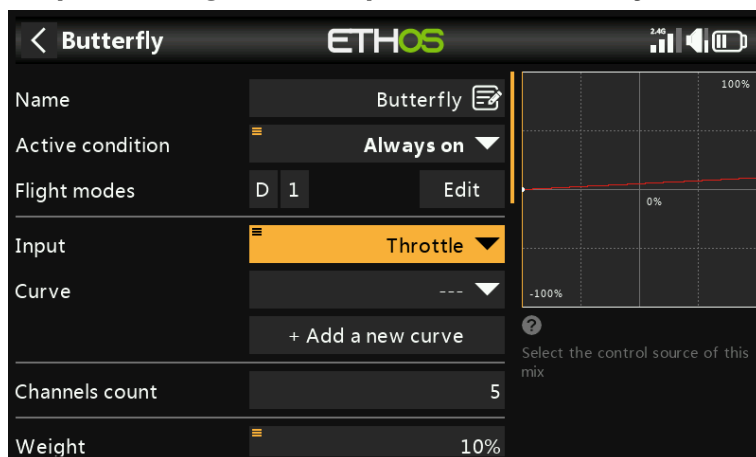 Butterfly
ETHOS
2.4G
Name
Butterfly
Active condition
Always on
Flight modes
D 1
Edit
Input
Throttle
Curve
---
+ Add a new curve
Channels count
5
Weight
10%
100%
0%
-100%
?
Select the control source of this
mix